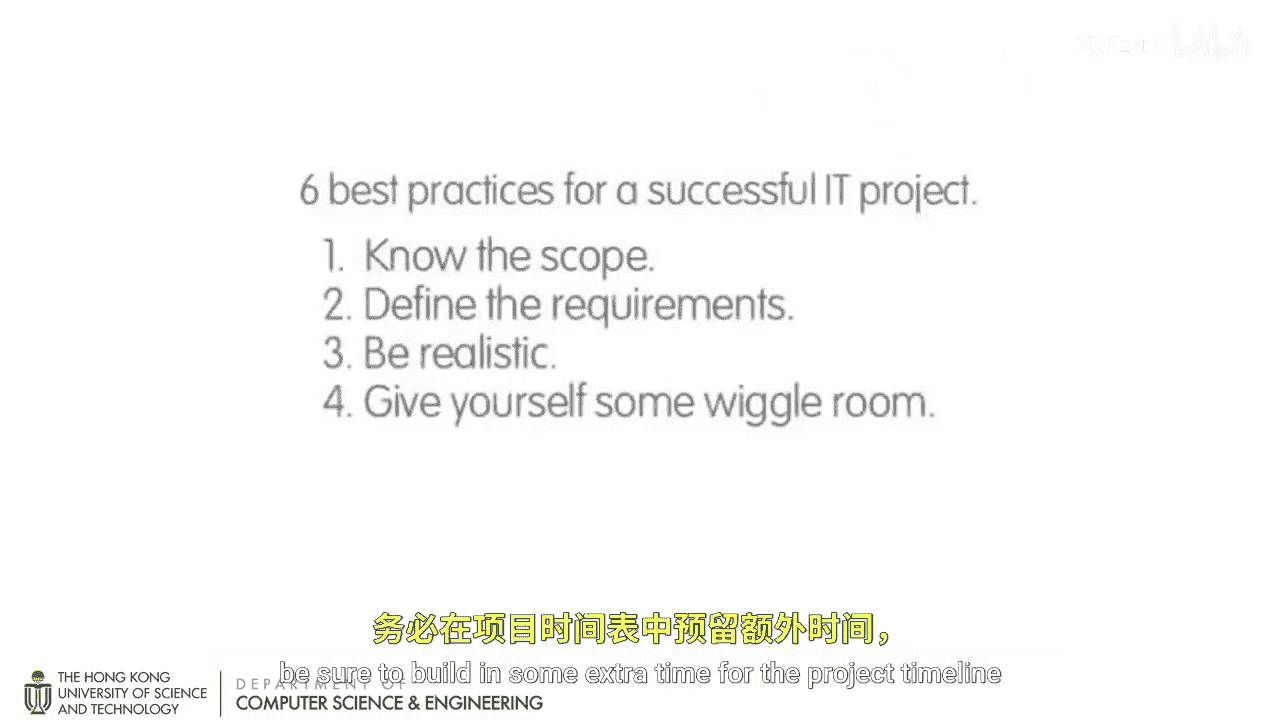 6 best practices for a successful IT project.
1. Know the scope.
2. Define the requirements.
3. Be realistic.
4. Give yourself some wiggle room.
务必在项目时间表中预留额外时间，
be sure to build in some extra time for the project timeline
THE HONG KONG
UNIVERSITY OF SCIENCE
AND TECHNOLOGY
DEPARTMENT OF
COMPUTER SCIENCE & ENGINEERING